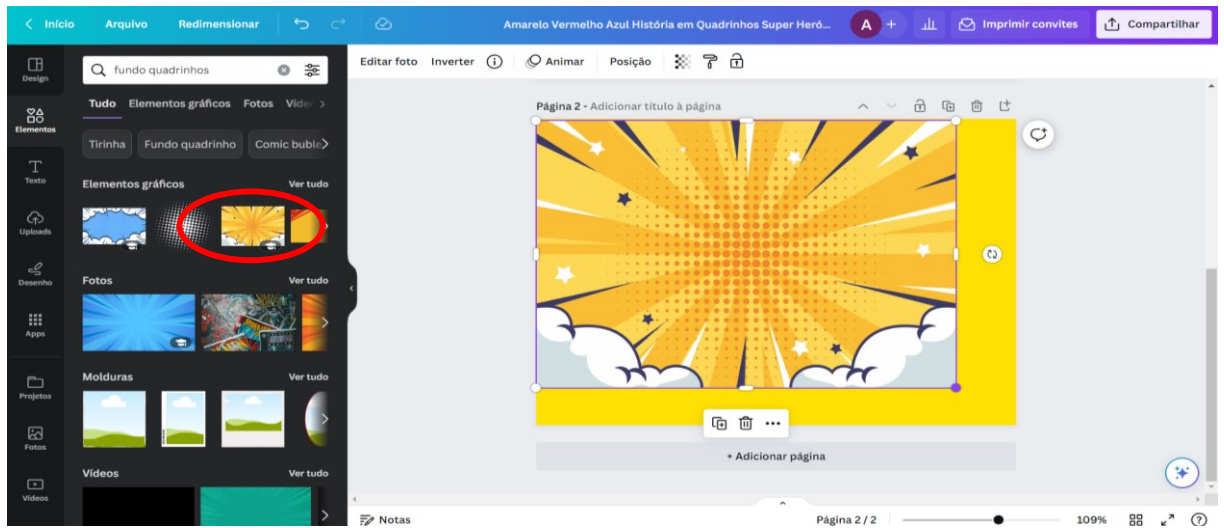 Início Arquivo Redimensionar Amarelo Vermelho Azul História em Quadrinhos Super Heró... A + Imprimir convites Compartilhar
Design
Elementos
Texto
Uploads
Desenho
Apps
Projetos
Fotos
Vídeos
fundo quadrinhos
Tudo Elementos gráficos Fotos Víde
Tirinha Fundo quadrinho Comic buble
Elementos gráficos Ver tudo
Fotos Ver tudo
Molduras Ver tudo
Vídeos Ver tudo
Editar foto Inverter Animar Posição
Página 2 - Adicionar título à página
+ Adicionar página
Notas Página 2 / 2 109%